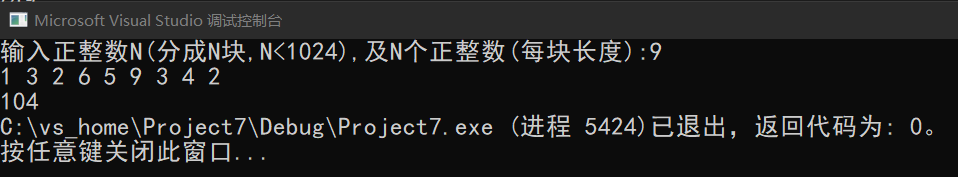 Microsoft Visual Studio 调试控制台
输入正整数N(分成N块,N<1024),及N个正整数(每块长度):9
1 3 2 6 5 9 3 4 2
104
C:\vs_home\Project7\Debug\Project7.exe (进程 5424)已退出，返回代码为: 0。
按任意键关闭此窗口...